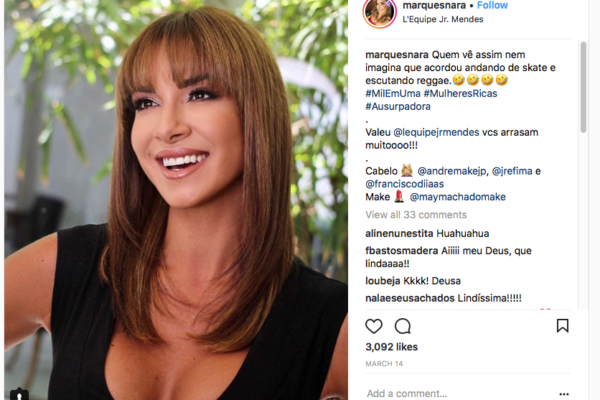 marquesnara • Follow
L'Equipe Jr. Mendes
marquesnara Quem vê assim nem
imagina que acordou andando de skate e
escutando reggae.🤣🤣🤣🤣
#MilEmUma #MulheresRicas
#Ausurpadora
.
Valeu @lequipejrmendes vcs arrasam
muitoooo!!!
.
Cabelo 💆🏼 @andremakejp, @jrefima e
@franciscodiiaas
Make 💄 @maymachadomake
View all 33 comments
alinenunestita Huahuahua
fbastosmadera Aiiiii meu Deus, que
lindaaaa!!
loubeja Kkkk! Deusa
nalaeseusachados Lindíssima!!!!!
3,092 likes
MARCH 14
Add a comment...